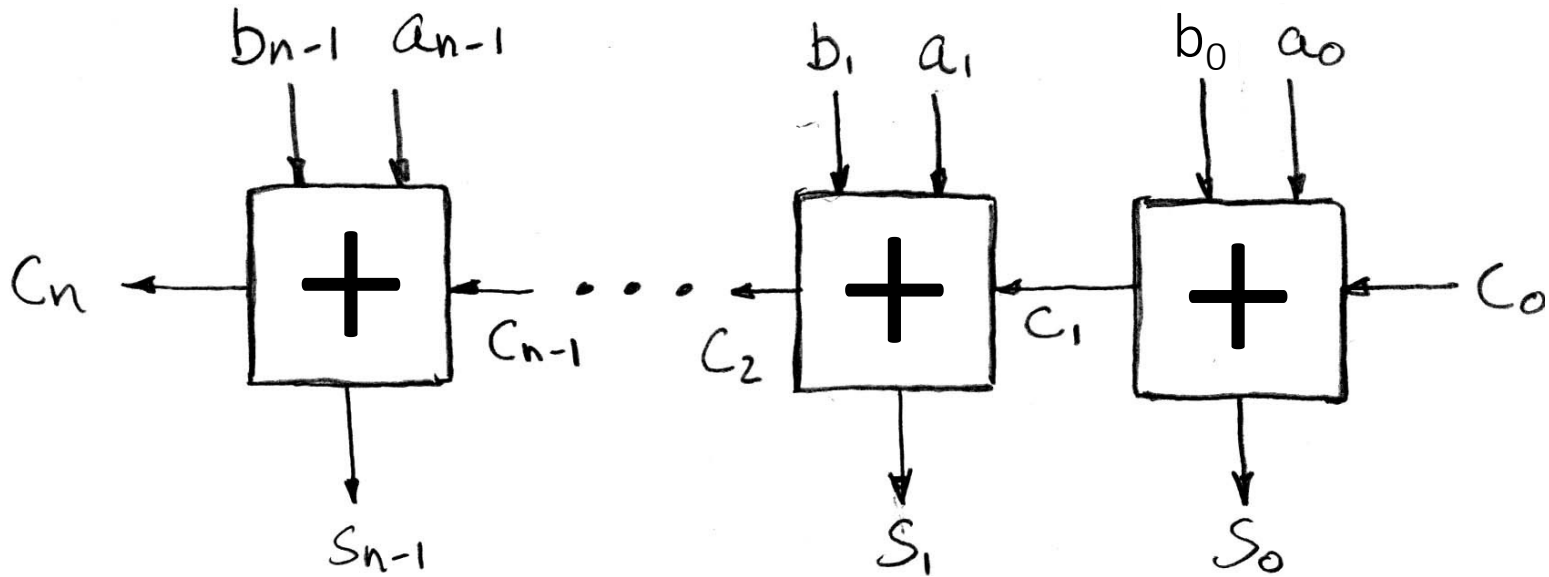 bn-1 an-1 b1 a1 b0 a0
+ + +
Cn Cn-1 C2 C1 C0
Sn-1 S1 S0